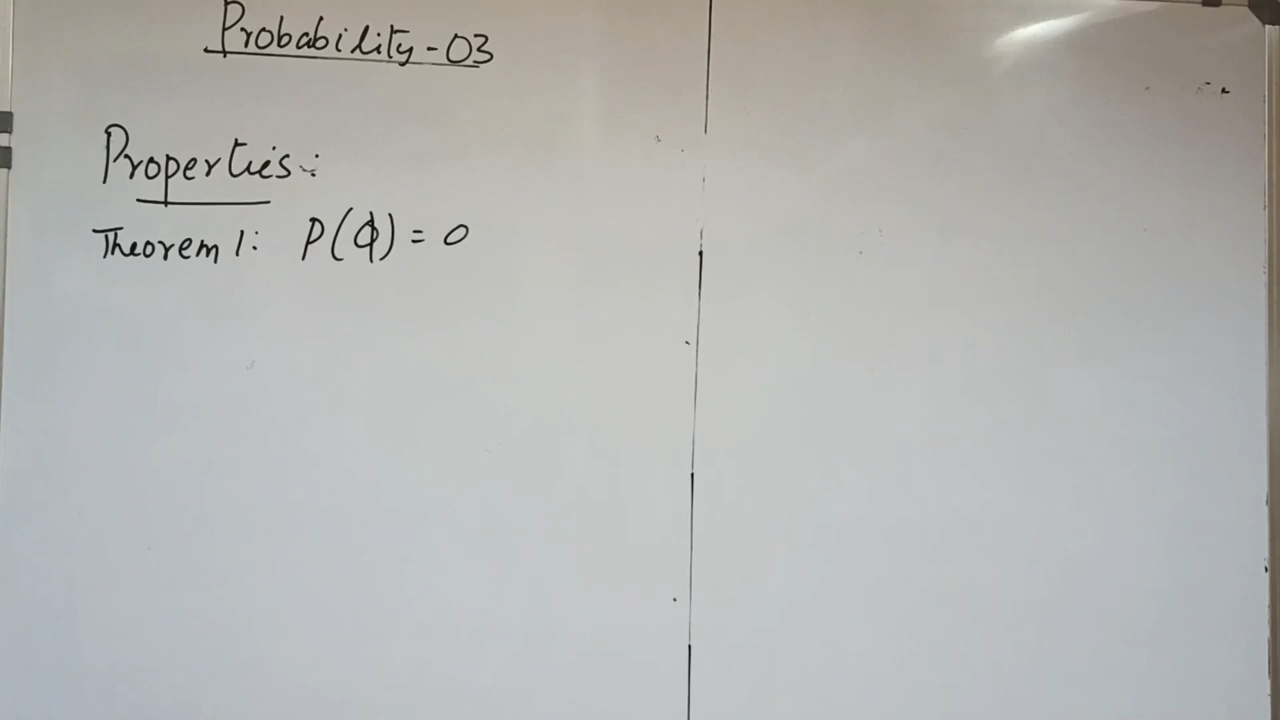 Probability-03
Properties:
Theorem 1: P(ϕ) = 0